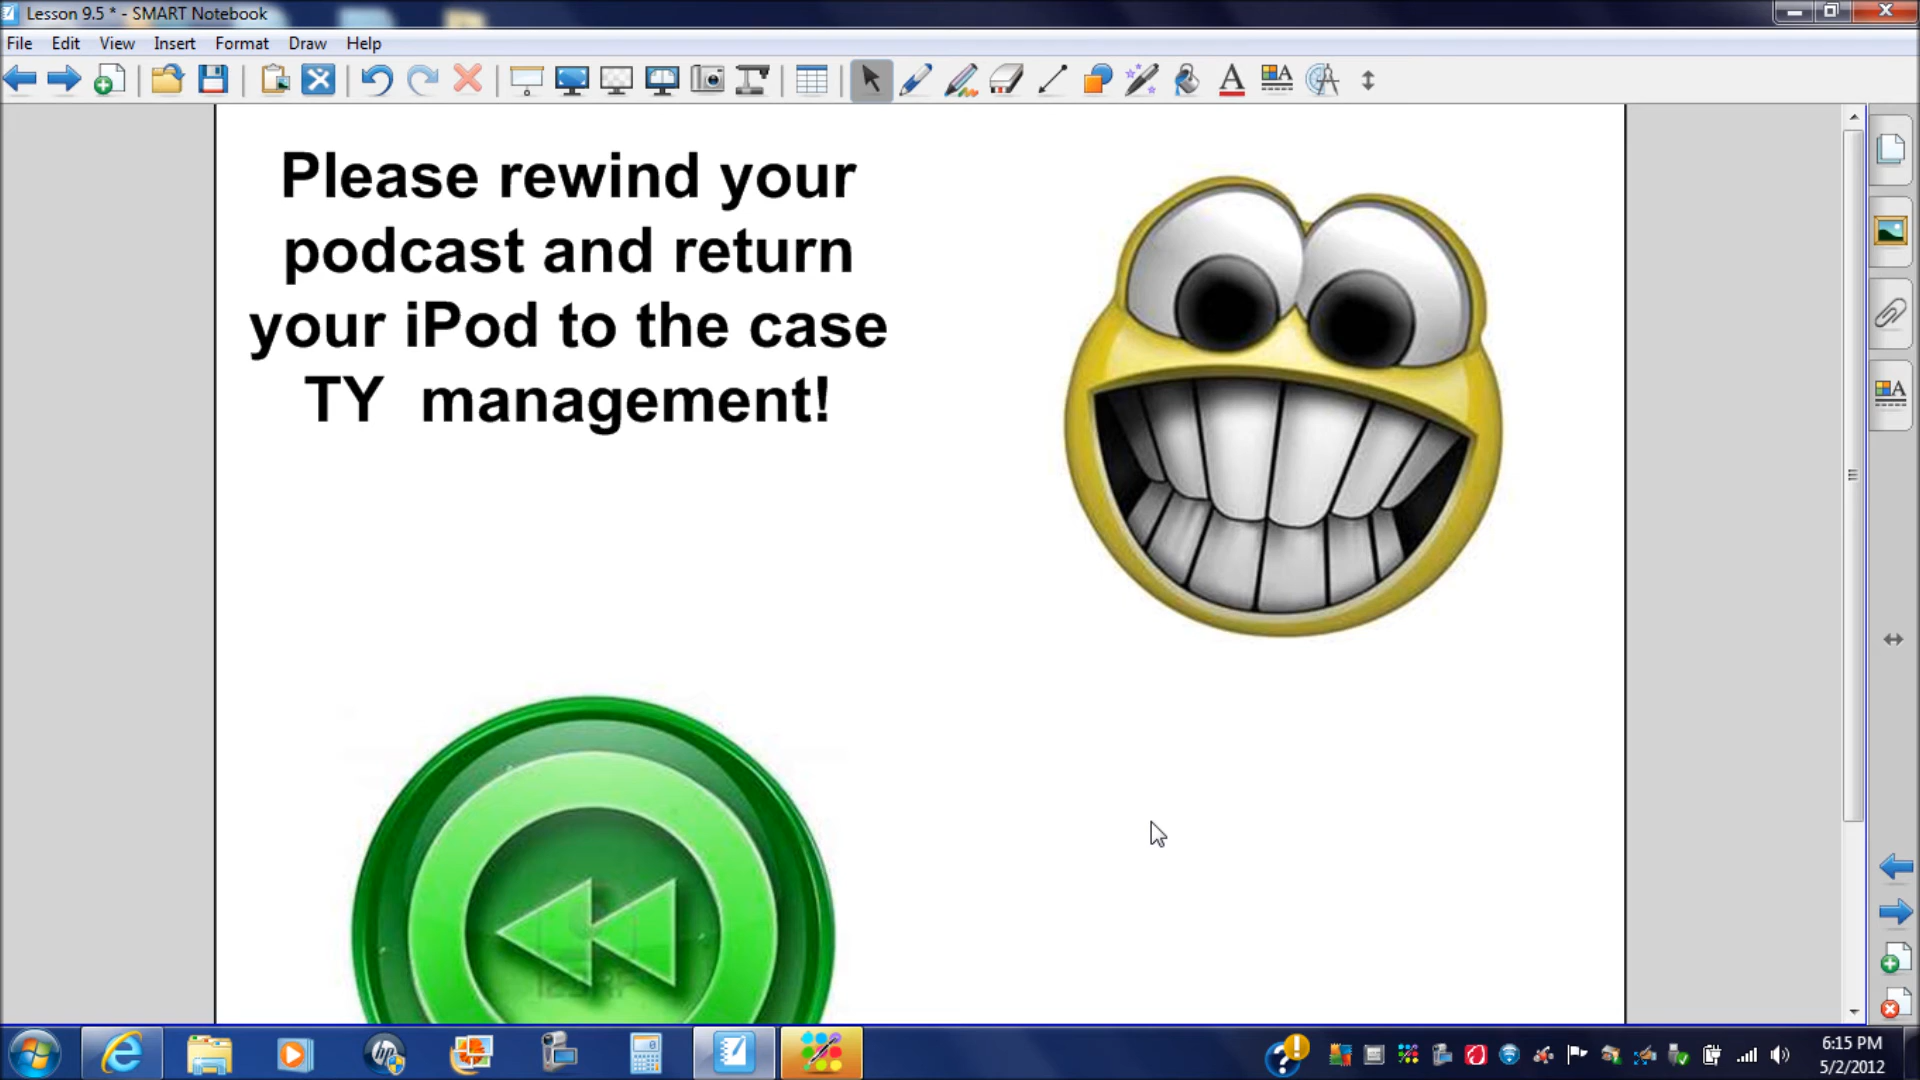 Lesson 9.5 * - SMART Notebook
File Edit View Insert Format Draw Help
Please rewind your
podcast and return
your iPod to the case
TY  management!
123RF
6:15 PM
5/2/2012